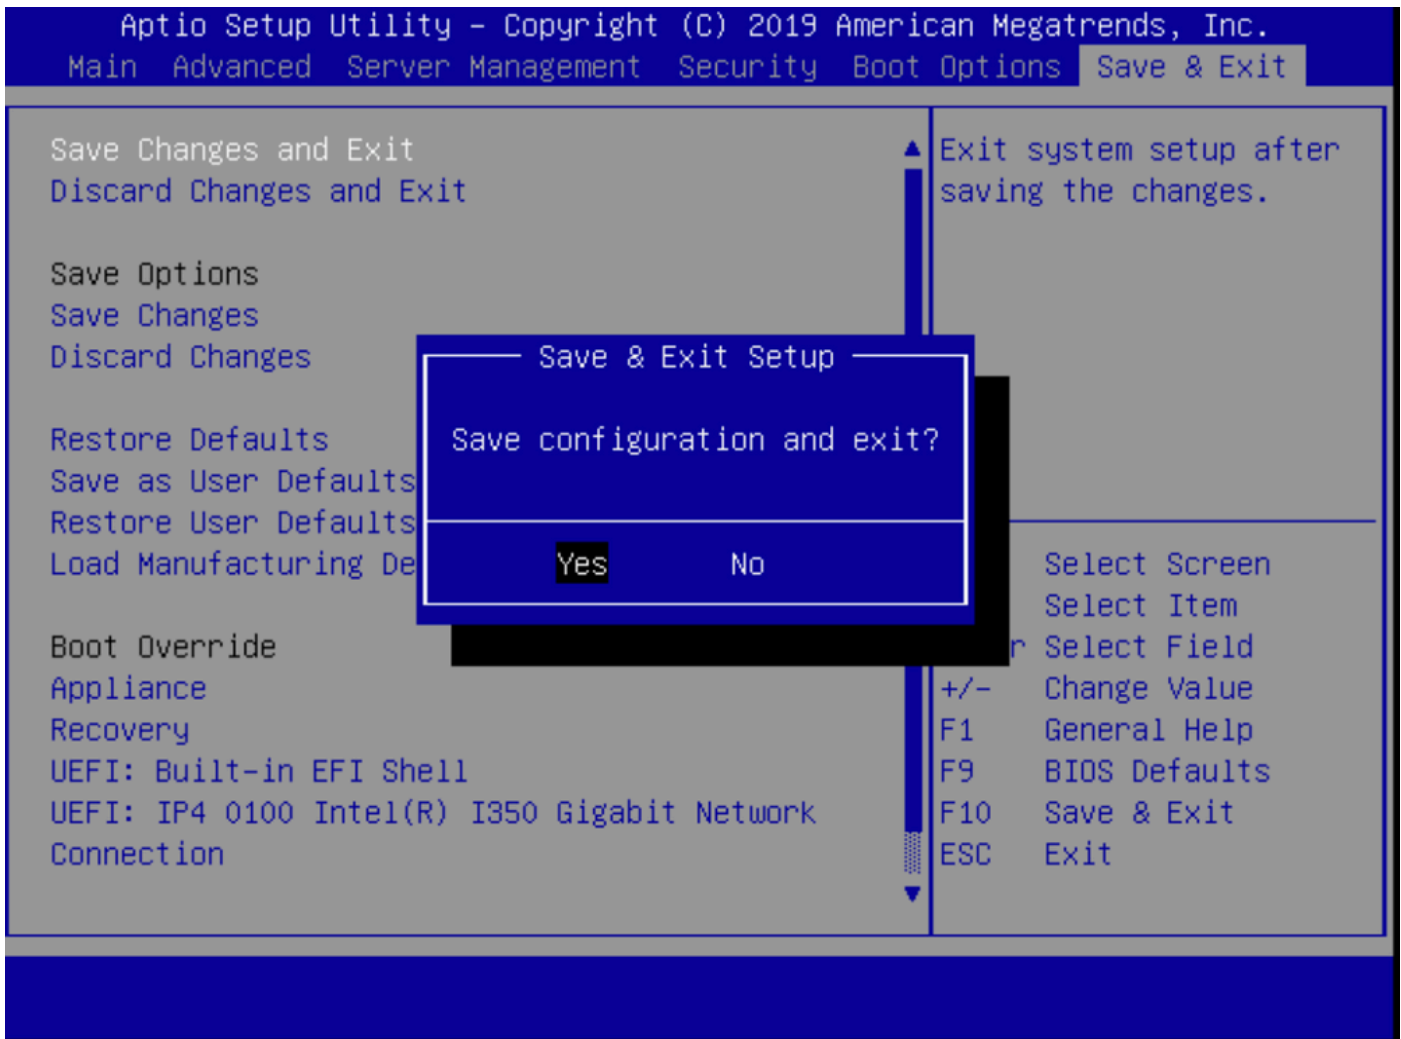 Aptio Setup Utility – Copyright (C) 2019 American Megatrends, Inc.
Main Advanced Server Management Security Boot Options Save & Exit
Save Changes and Exit
Discard Changes and Exit
Save Options
Save Changes
Discard Changes
Restore Defaults
Save as User Defaults
Restore User Defaults
Load Manufacturing De
Boot Override
Appliance
Recovery
UEFI: Built-in EFI Shell
UEFI: IP4 0100 Intel(R) I350 Gigabit Network
Connection
Save & Exit Setup
Save configuration and exit?
Yes No
Exit system setup after
saving the changes.
Select Screen
Select Item
r Select Field
+/- Change Value
F1 General Help
F9 BIOS Defaults
F10 Save & Exit
ESC Exit